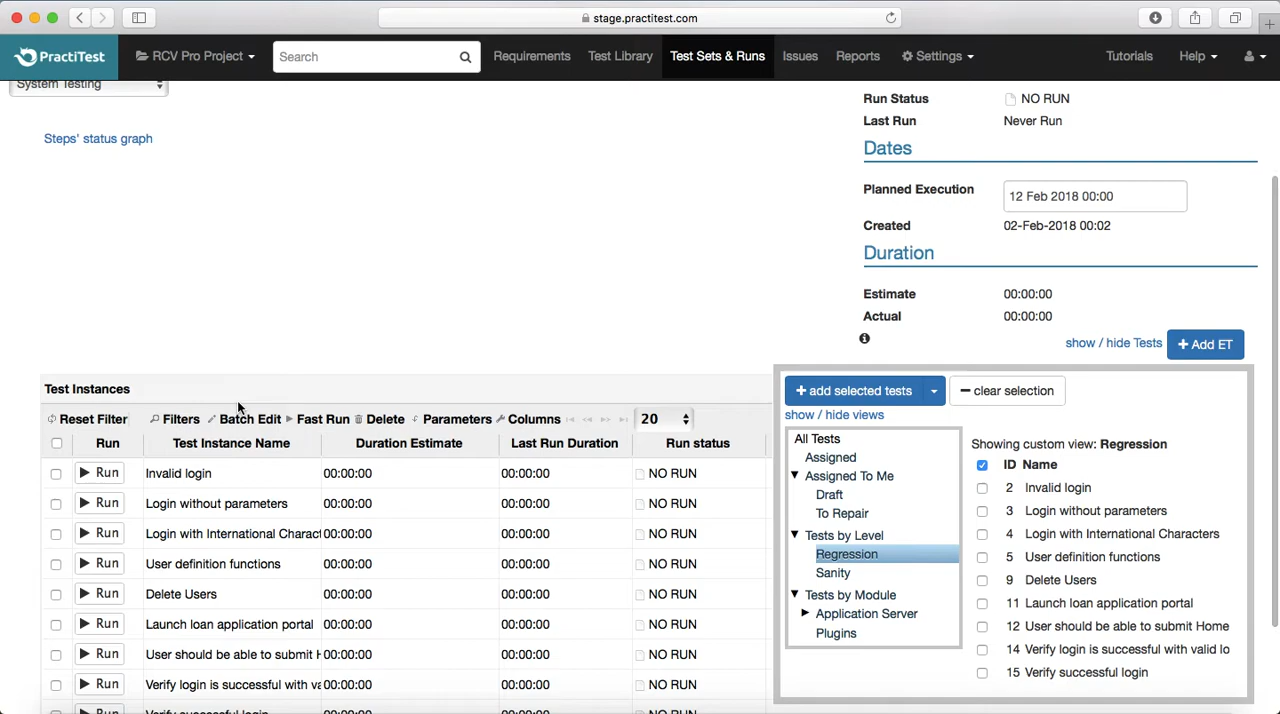 stage.practitest.com
PractiTest
RCV Pro Project
Search
Requirements
Test Library
Test Sets & Runs
Issues
Reports
Settings
Tutorials
Help
System Testing
Steps' status graph
Run Status NO RUN
Last Run Never Run
Dates
Planned Execution 12 Feb 2018 00:00
Created 02-Feb-2018 00:02
Duration
Estimate 00:00:00
Actual 00:00:00
show / hide Tests + Add ET
Test Instances
Reset Filter Filters Batch Edit Fast Run Delete Parameters Columns 20
Run Test Instance Name Duration Estimate Last Run Duration Run status
Run Invalid login 00:00:00 00:00:00 NO RUN
Run Login without parameters 00:00:00 00:00:00 NO RUN
Run Login with International Charact 00:00:00 00:00:00 NO RUN
Run User definition functions 00:00:00 00:00:00 NO RUN
Run Delete Users 00:00:00 00:00:00 NO RUN
Run Launch loan application portal 00:00:00 00:00:00 NO RUN
Run User should be able to submit H 00:00:00 00:00:00 NO RUN
Run Verify login is successful with va 00:00:00 00:00:00 NO RUN
Run Verify successful login 00:00:00 00:00:00 NO RUN
+ add selected tests
− clear selection
show / hide views
All Tests
Assigned
Assigned To Me
Draft
To Repair
Tests by Level
Regression
Sanity
Tests by Module
Application Server
Plugins
Showing custom view: Regression
ID Name
2 Invalid login
3 Login without parameters
4 Login with International Characters
5 User definition functions
9 Delete Users
11 Launch loan application portal
12 User should be able to submit Home
14 Verify login is successful with valid lo
15 Verify successful login